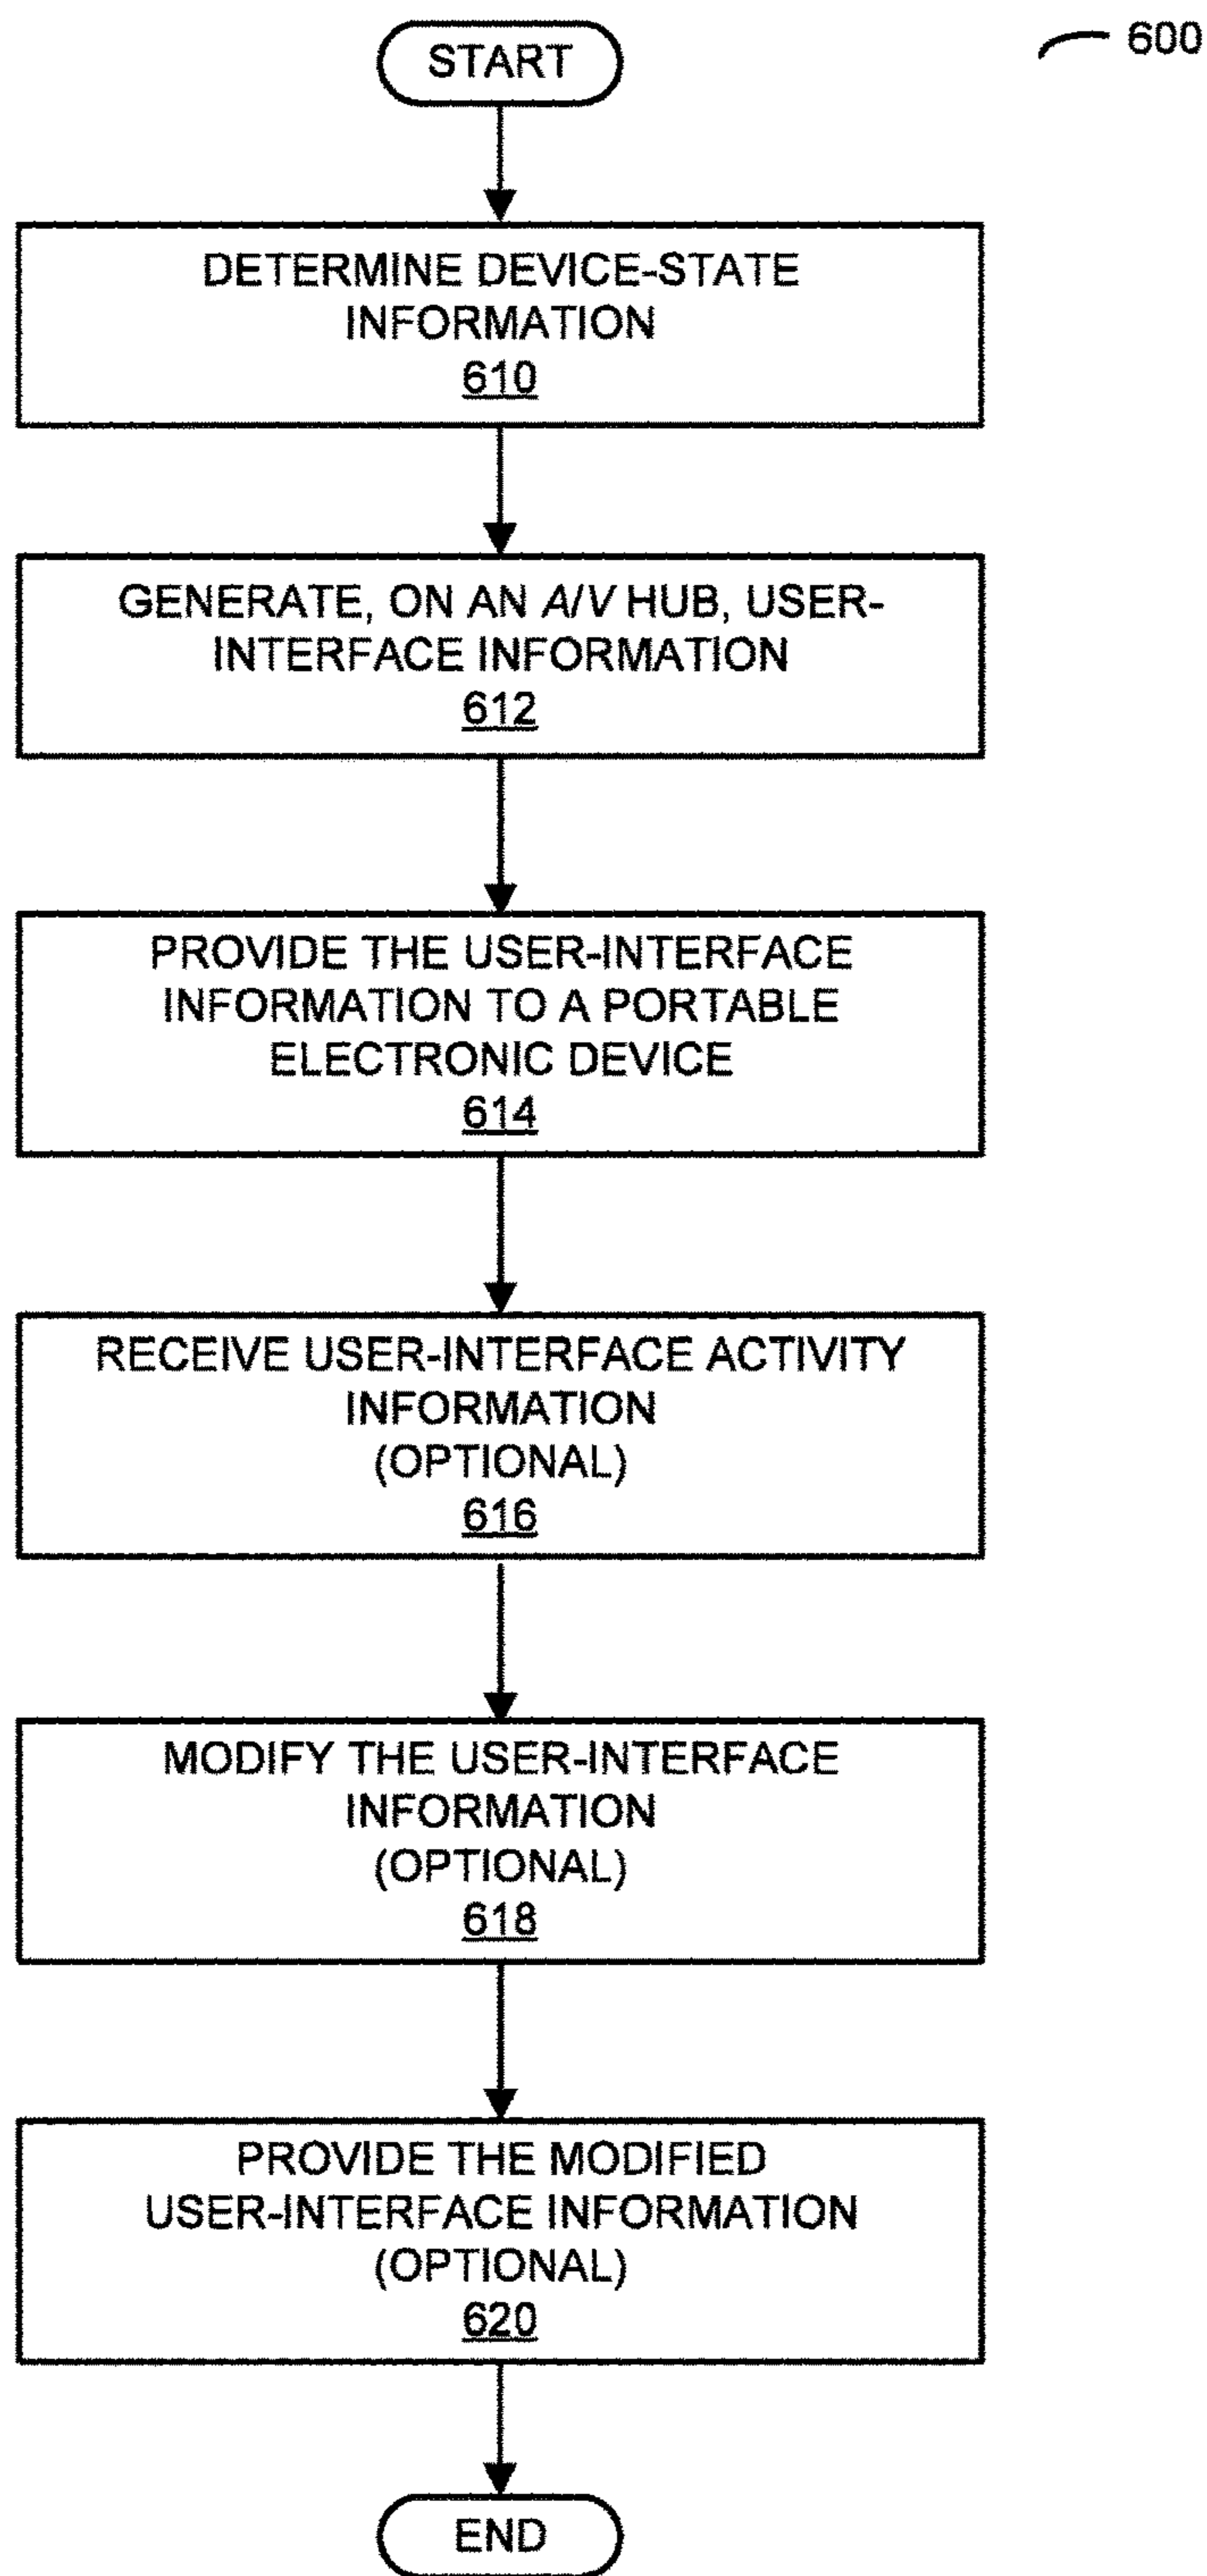 600
START
DETERMINE DEVICE-STATE
INFORMATION
610
GENERATE, ON AN A/V HUB, USER-
INTERFACE INFORMATION
612
PROVIDE THE USER-INTERFACE
INFORMATION TO A PORTABLE
ELECTRONIC DEVICE
614
RECEIVE USER-INTERFACE ACTIVITY
INFORMATION
(OPTIONAL)
616
MODIFY THE USER-INTERFACE
INFORMATION
(OPTIONAL)
618
PROVIDE THE MODIFIED
USER-INTERFACE INFORMATION
(OPTIONAL)
620
END